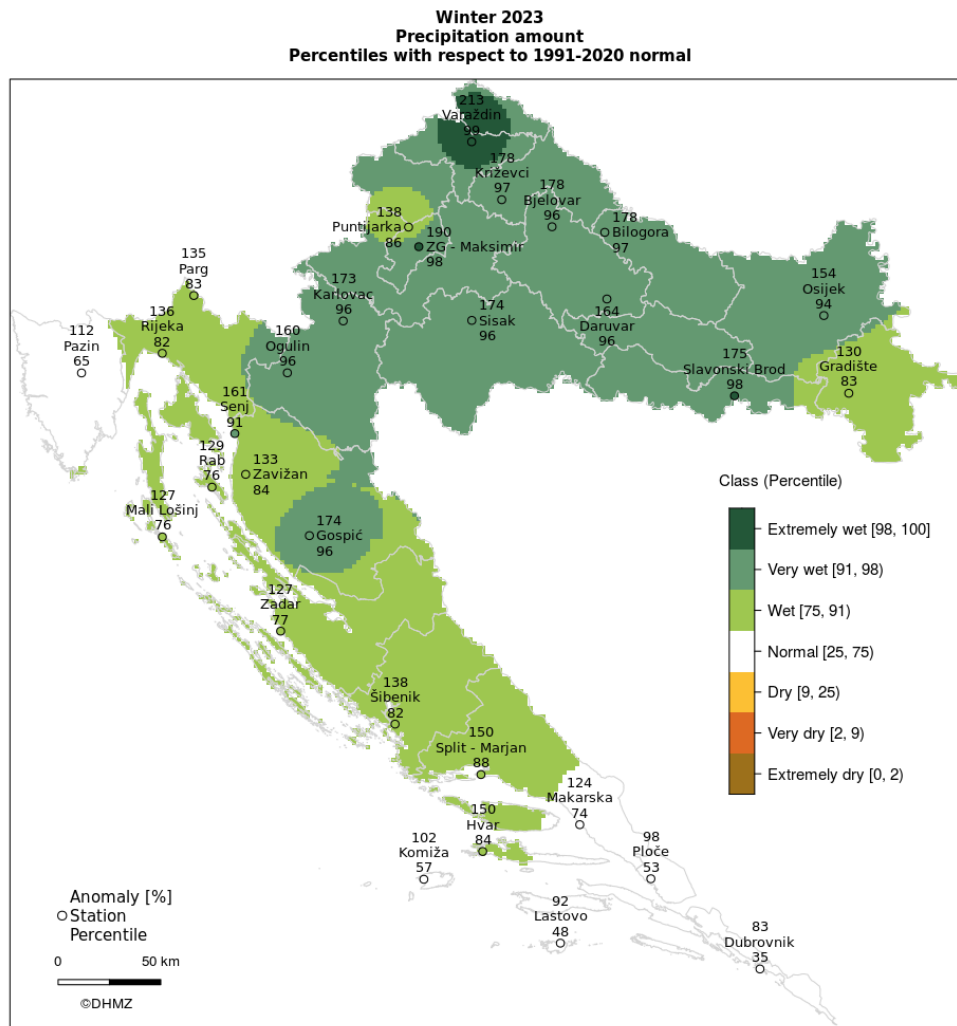 Winter 2023
Precipitation amount
Percentiles with respect to 1991-2020 normal
213
Varaždin
99
178
Križevci
97
178
Bjelovar
96
178
Bilogora
97
138
Puntijarka
86
190
ZG - Maksimir
98
135
Parg
83
173
Karlovac
96
174
Sisak
96
164
Daruvar
96
154
Osijek
94
136
Rijeka
82
112
Pazin
65
160
Ogulin
96
175
Slavonski Brod
98
130
Gradište
83
161
Senj
91
129
Rab
76
133
Zavižan
84
127
Mali Lošinj
76
174
Gospić
96
127
Zadar
77
138
Šibenik
82
150
Split - Marjan
88
124
Makarska
74
150
Hvar
84
102
Komiža
57
98
Ploče
53
92
Lastovo
48
83
Dubrovnik
35
Class (Percentile)
Extremely wet [98, 100]
Very wet [91, 98)
Wet [75, 91)
Normal [25, 75)
Dry [9, 25)
Very dry [2, 9)
Extremely dry [0, 2)
Anomaly [%]
Station
Percentile
0 50 km
©DHMZ